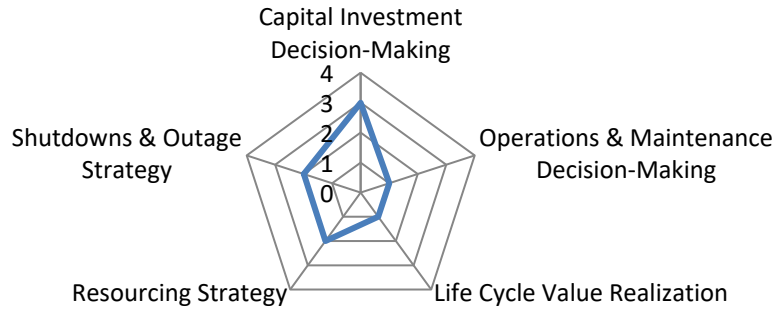 Capital Investment
Decision-Making
4
3
2
1
0
Operations & Maintenance
Decision-Making
Life Cycle Value Realization
Resourcing Strategy
Shutdowns & Outage
Strategy